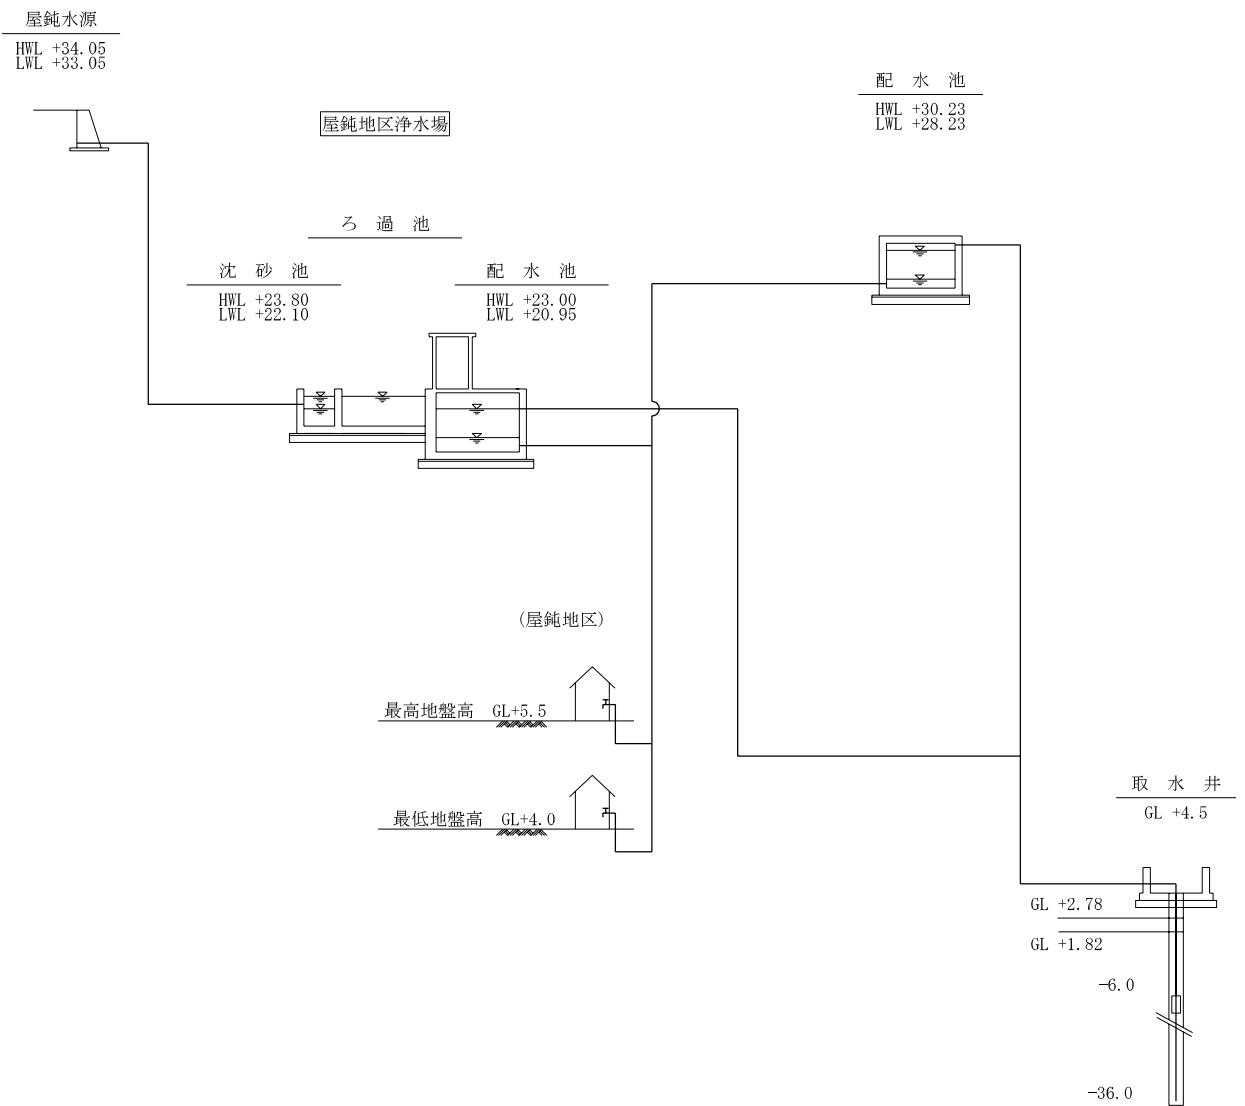 屋鈍水源
HWL +34.05
LWL +33.05
配 水 池
HWL +30.23
LWL +28.23
屋鈍地区浄水場
ろ 過 池
沈 砂 池
HWL +23.80
LWL +22.10
配 水 池
HWL +23.00
LWL +20.95
(屋鈍地区)
最高地盤高 GL+5.5
最低地盤高 GL+4.0
取 水 井
GL +4.5
GL +2.78
GL +1.82
-6.0
-36.0